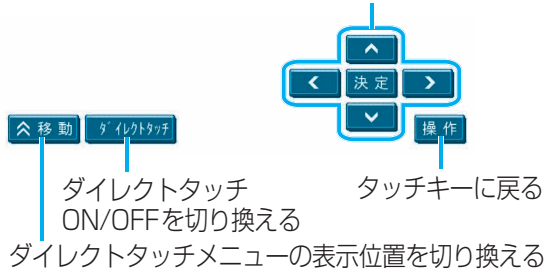 決定
移動
ダイレクトタッチ
操作
ダイレクトタッチ
ON/OFFを切り換える
タッチキーに戻る
ダイレクトタッチメニューの表示位置を切り換える